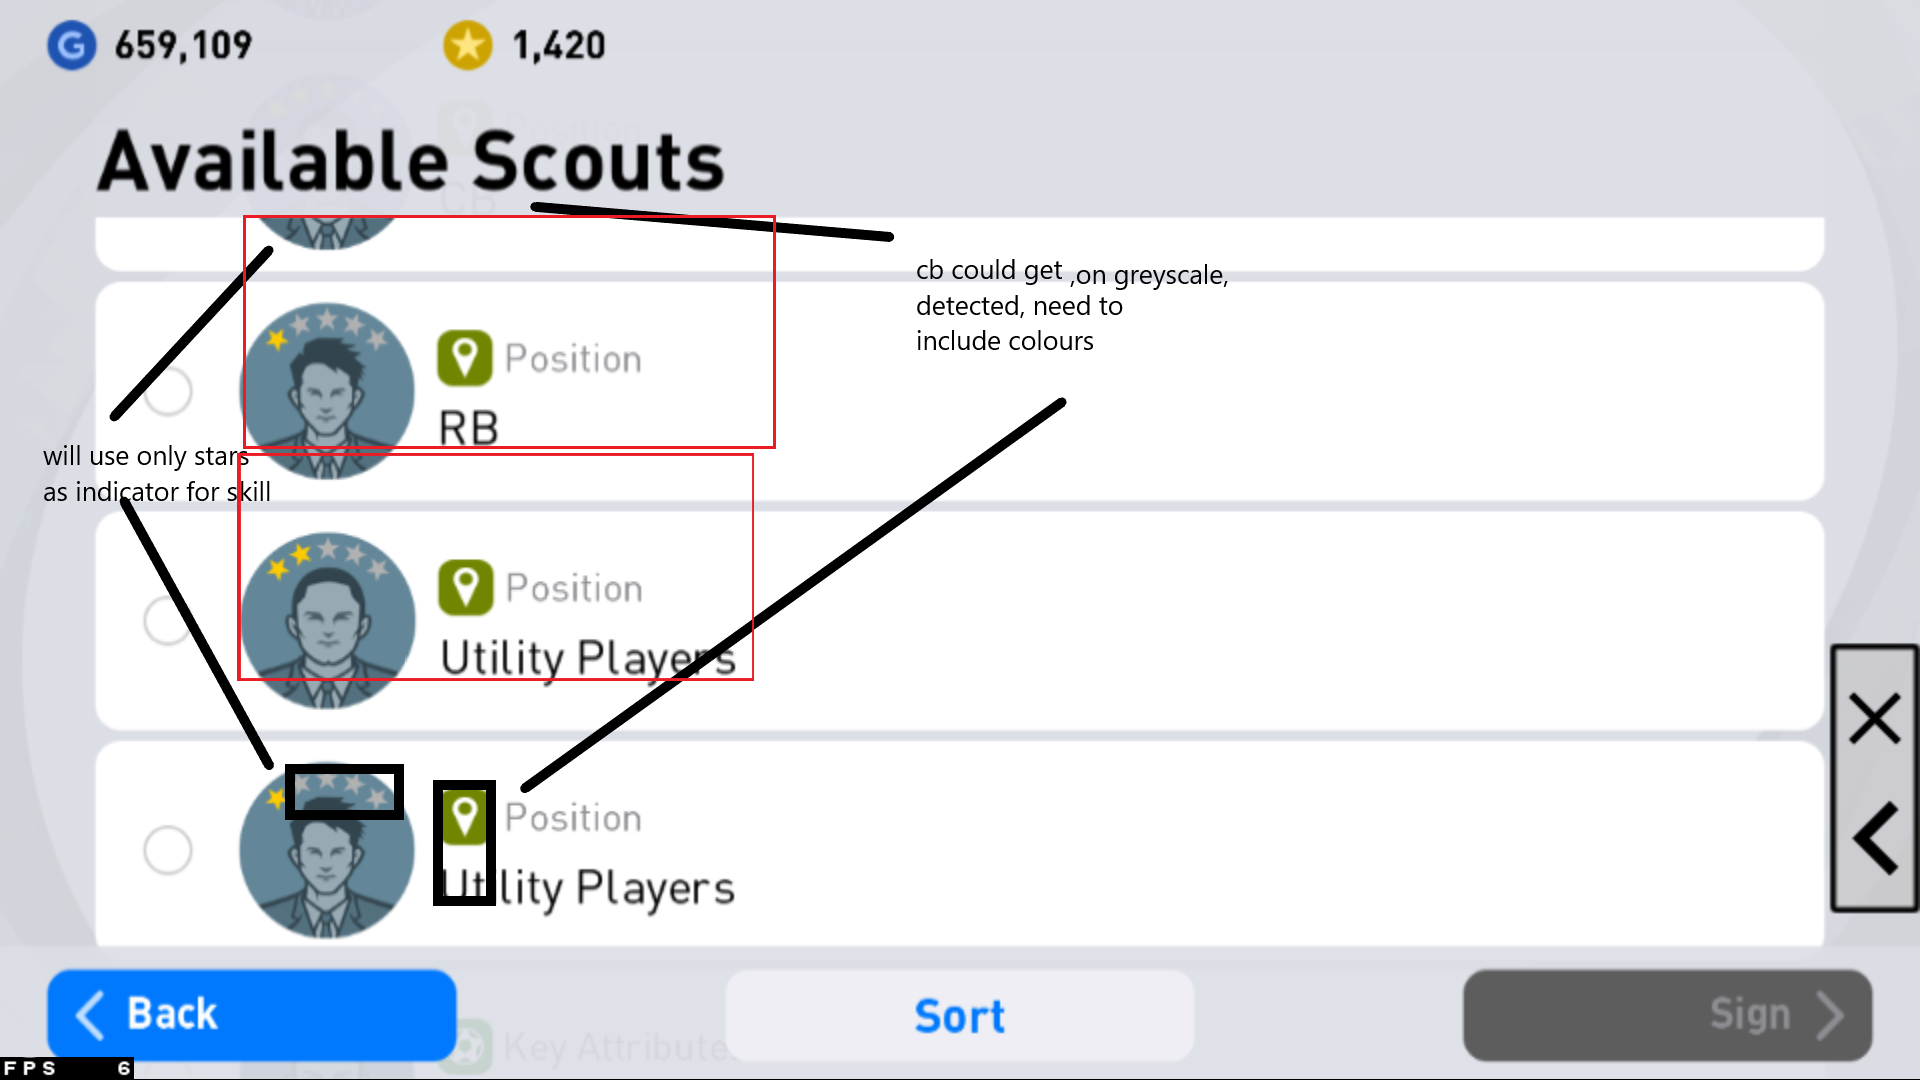 659,109
1,420
Position
Available Scouts
CB
cb could get ,on greyscale,
detected, need to
include colours
Position
RB
will use only stars
as indicator for skill
Position
Utility Players
Position
Utility Players
Back
Sort
Sign
Key Attribute
FPS 6